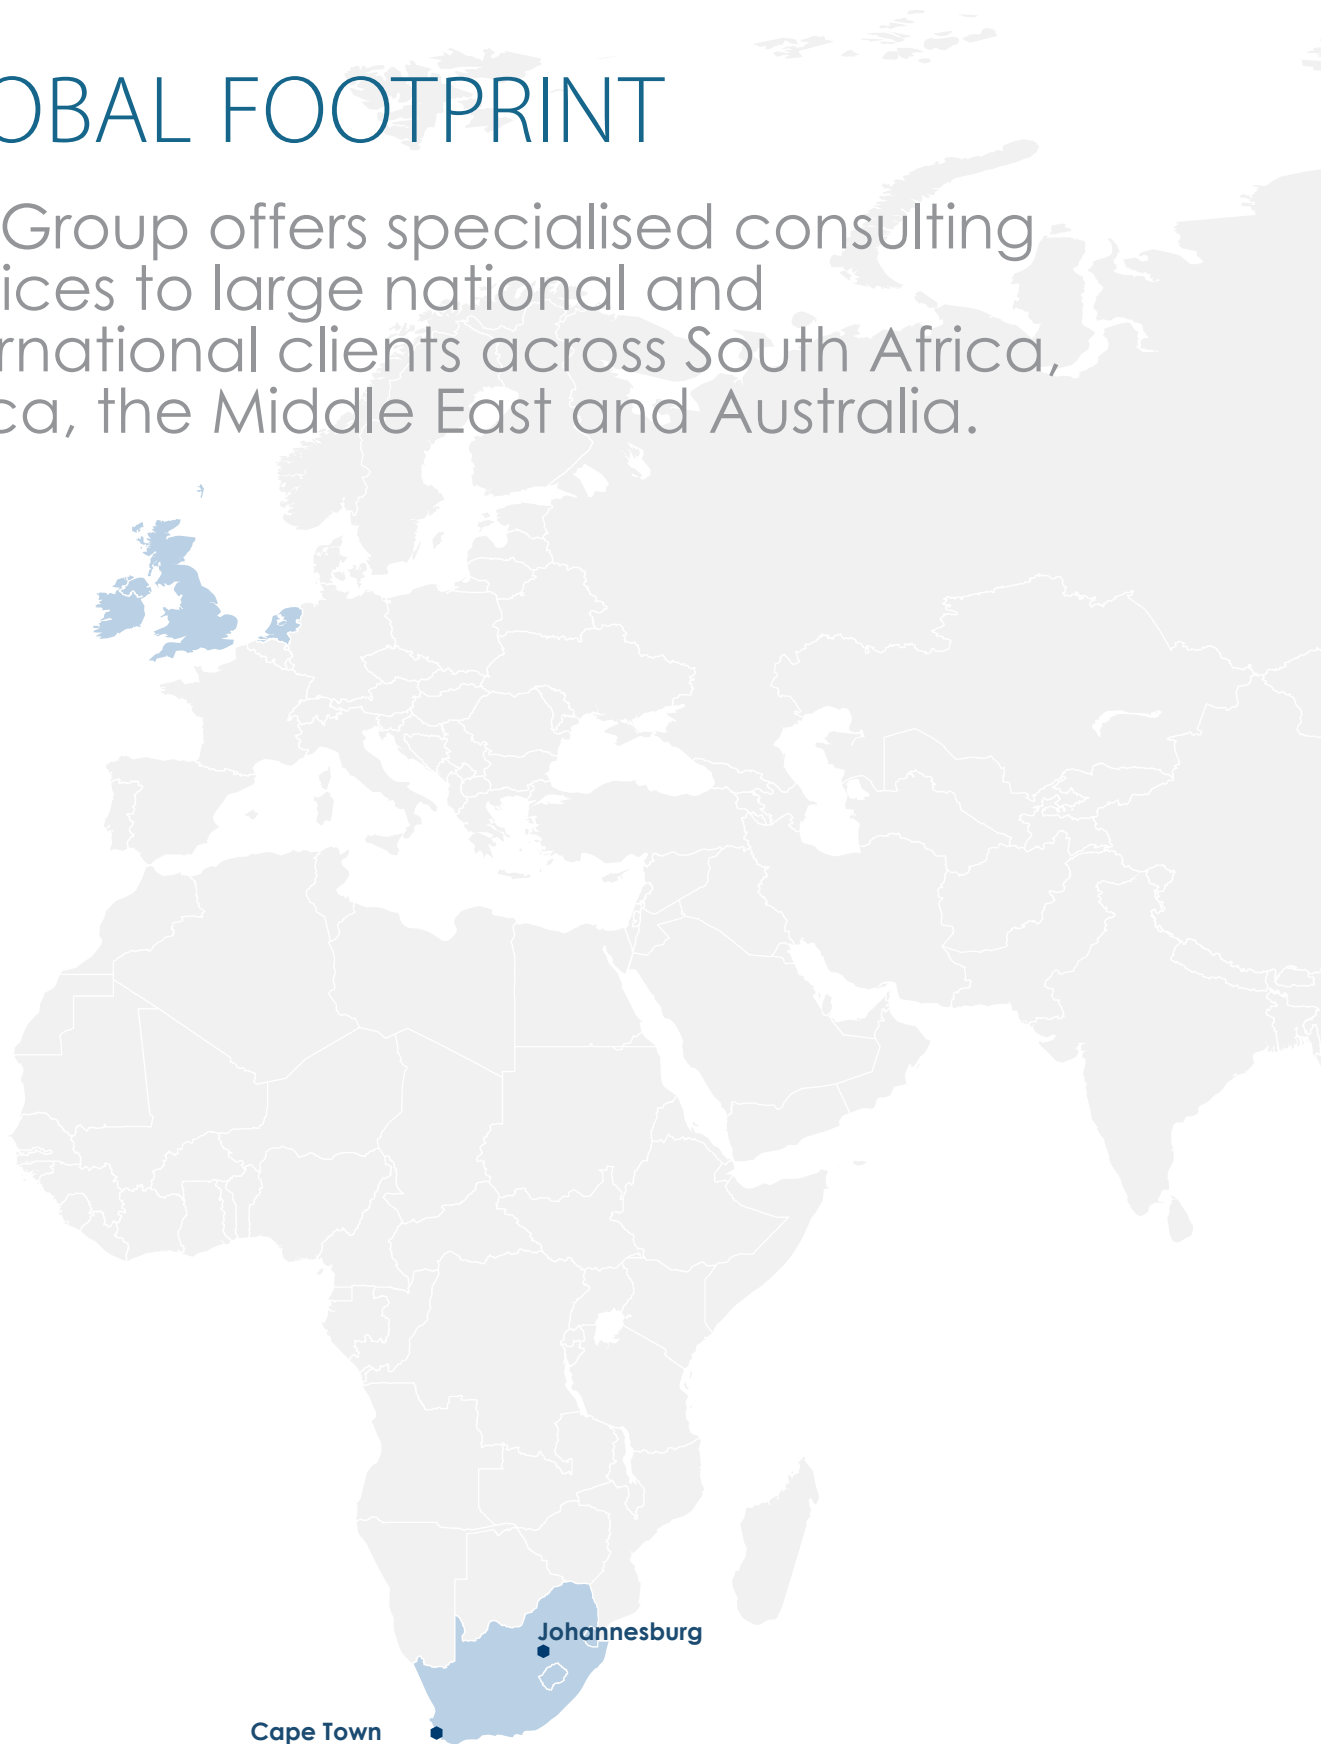 OBAL FOOTPRINT
Group offers specialised consulting
ices to large national and
rnational clients across South Africa,
ca, the Middle East and Australia.
Johannesburg
Cape Town